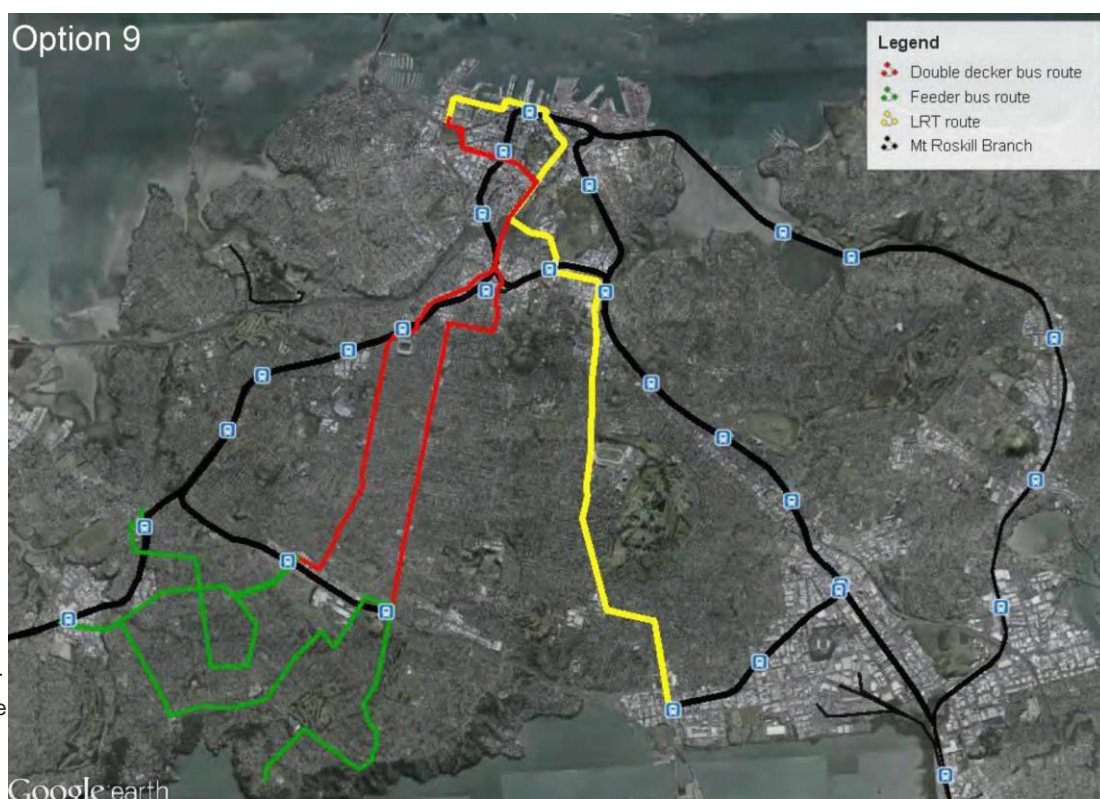 Option 9
Legend
Double decker bus route
Feeder bus route
LRT route
Mt Roskill Branch
e
Google earth